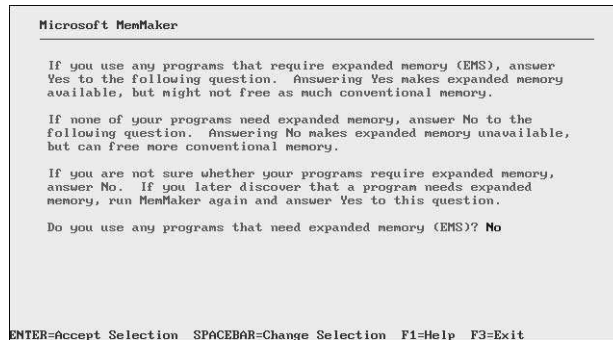 Microsoft MemMaker
If you use any programs that require expanded memory (EMS), answer
Yes to the following question.  Answering Yes makes expanded memory
available, but might not free as much conventional memory.
If none of your programs need expanded memory, answer No to the
following question.  Answering No makes expanded memory unavailable,
but can free more conventional memory.
If you are not sure whether your programs require expanded memory,
answer No.  If you later discover that a program needs expanded
memory, run MemMaker again and answer Yes to this question.
Do you use any programs that need expanded memory (EMS)? No
ENTER=Accept Selection  SPACEBAR=Change Selection  F1=Help  F3=Exit